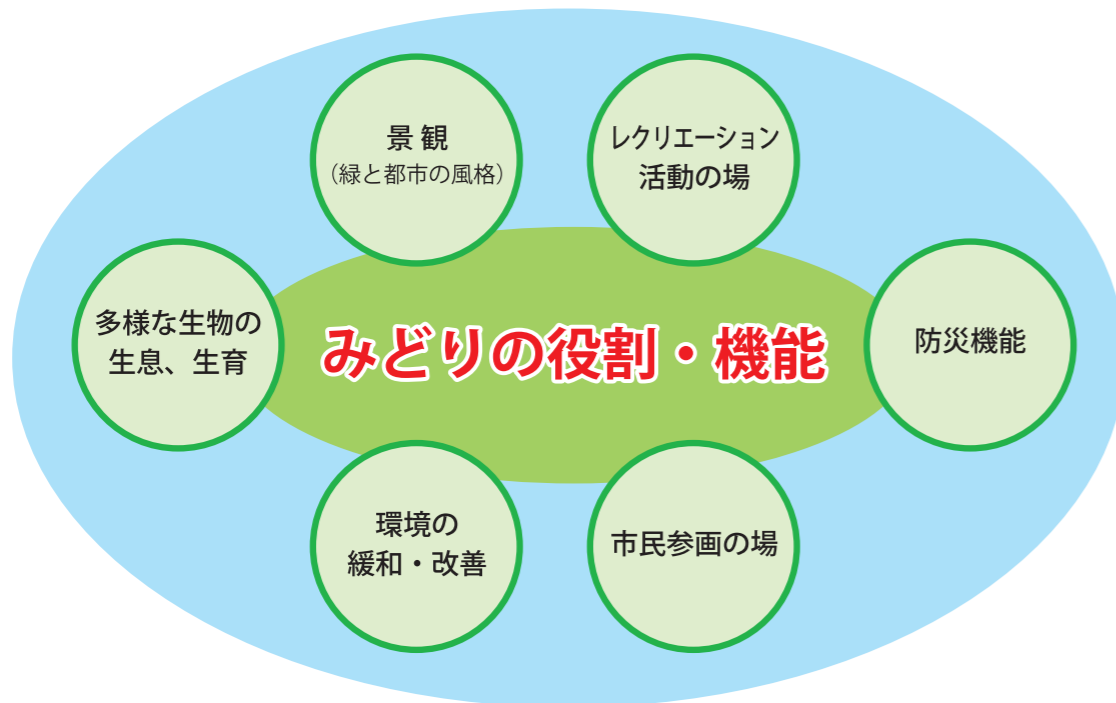 景観
（緑と都市の風格）
レクリエーション
活動の場
多様な生物の
生息、生育
みどりの役割・機能
防災機能
環境の
緩和・改善
市民参画の場